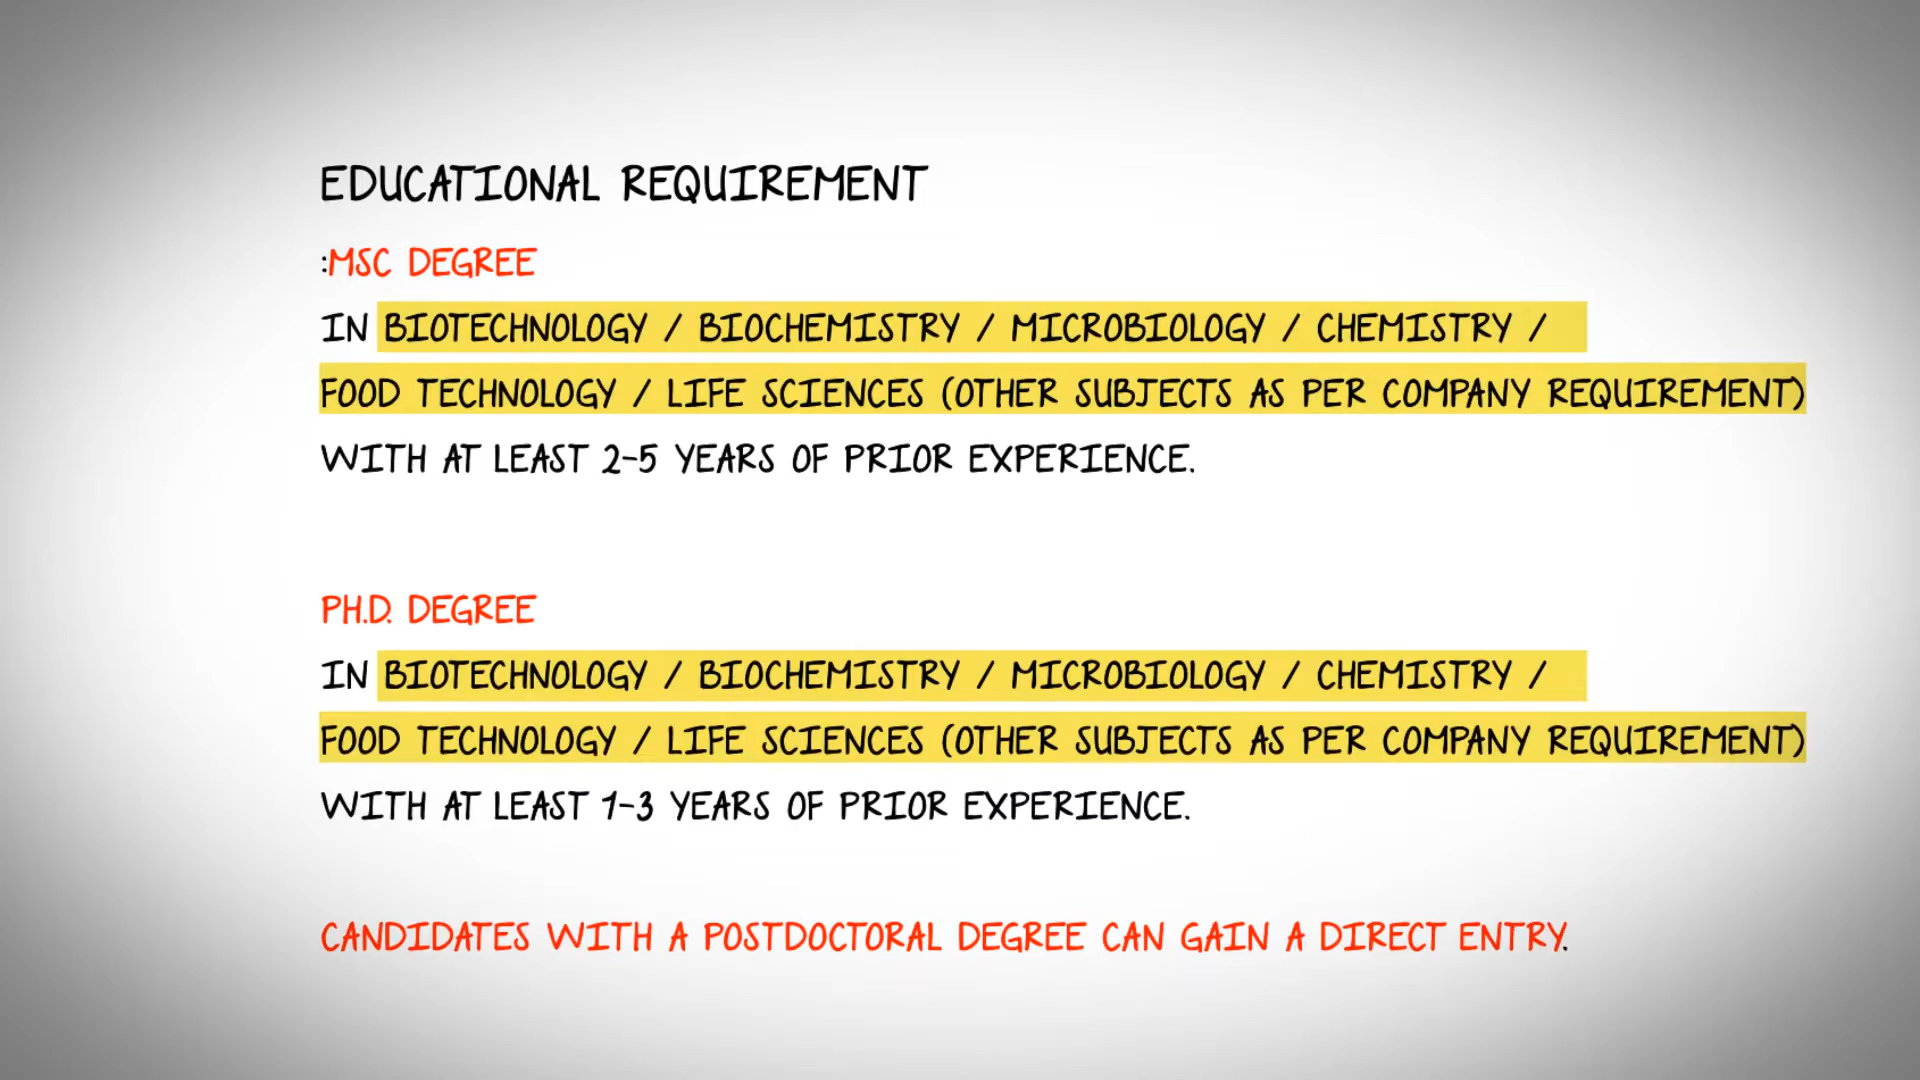 EDUCATIONAL REQUIREMENT
:MSC DEGREE
IN BIOTECHNOLOGY / BIOCHEMISTRY / MICROBIOLOGY / CHEMISTRY /
FOOD TECHNOLOGY / LIFE SCIENCES (OTHER SUBJECTS AS PER COMPANY REQUIREMENT)
WITH AT LEAST 2-5 YEARS OF PRIOR EXPERIENCE.
PH.D. DEGREE
IN BIOTECHNOLOGY / BIOCHEMISTRY / MICROBIOLOGY / CHEMISTRY /
FOOD TECHNOLOGY / LIFE SCIENCES (OTHER SUBJECTS AS PER COMPANY REQUIREMENT)
WITH AT LEAST 1-3 YEARS OF PRIOR EXPERIENCE.
CANDIDATES WITH A POSTDOCTORAL DEGREE CAN GAIN A DIRECT ENTRY.